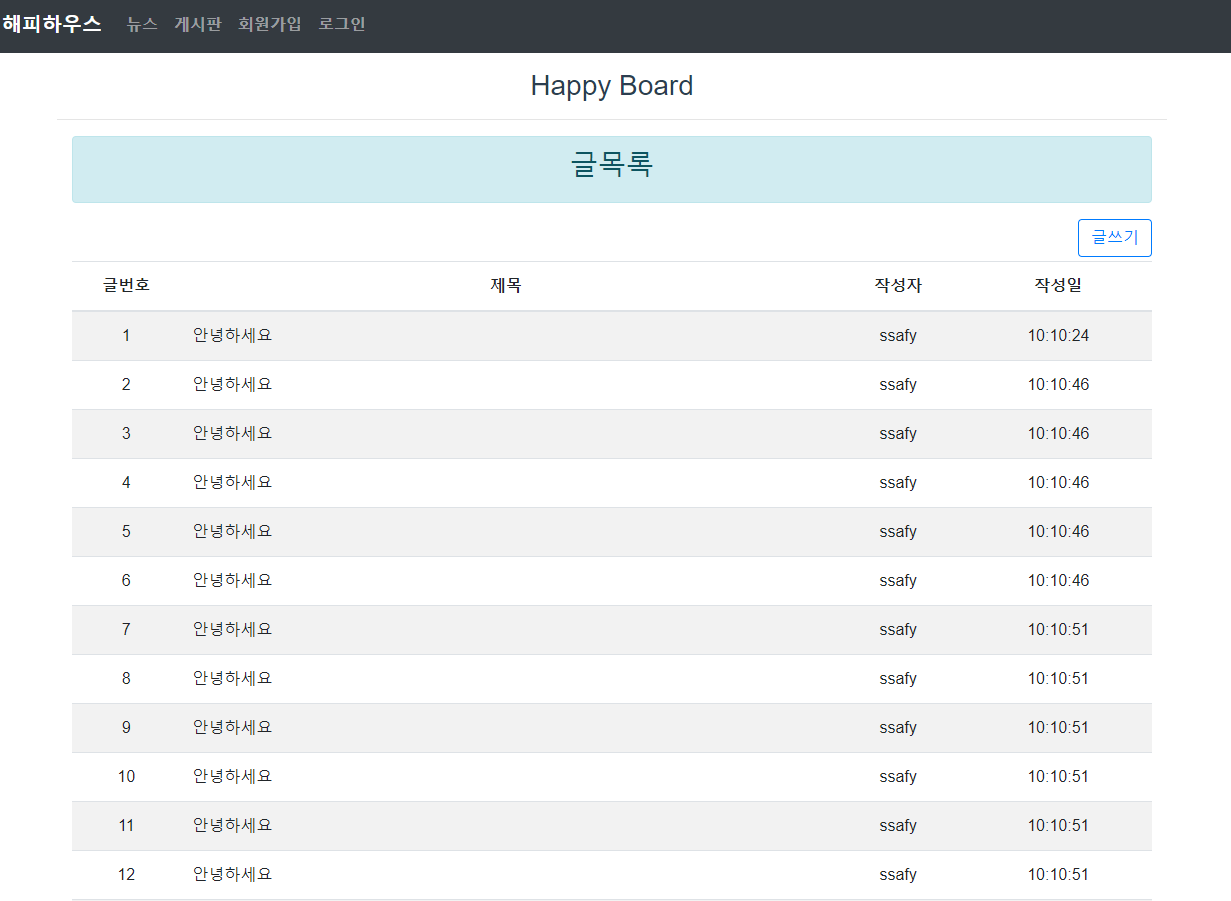 해피하우스 뉴스 게시판 회원가입 로그인
Happy Board
글목록
글쓰기
글번호 제목 작성자 작성일
1 안녕하세요 ssafy 10:10:24
2 안녕하세요 ssafy 10:10:46
3 안녕하세요 ssafy 10:10:46
4 안녕하세요 ssafy 10:10:46
5 안녕하세요 ssafy 10:10:46
6 안녕하세요 ssafy 10:10:46
7 안녕하세요 ssafy 10:10:51
8 안녕하세요 ssafy 10:10:51
9 안녕하세요 ssafy 10:10:51
10 안녕하세요 ssafy 10:10:51
11 안녕하세요 ssafy 10:10:51
12 안녕하세요 ssafy 10:10:51